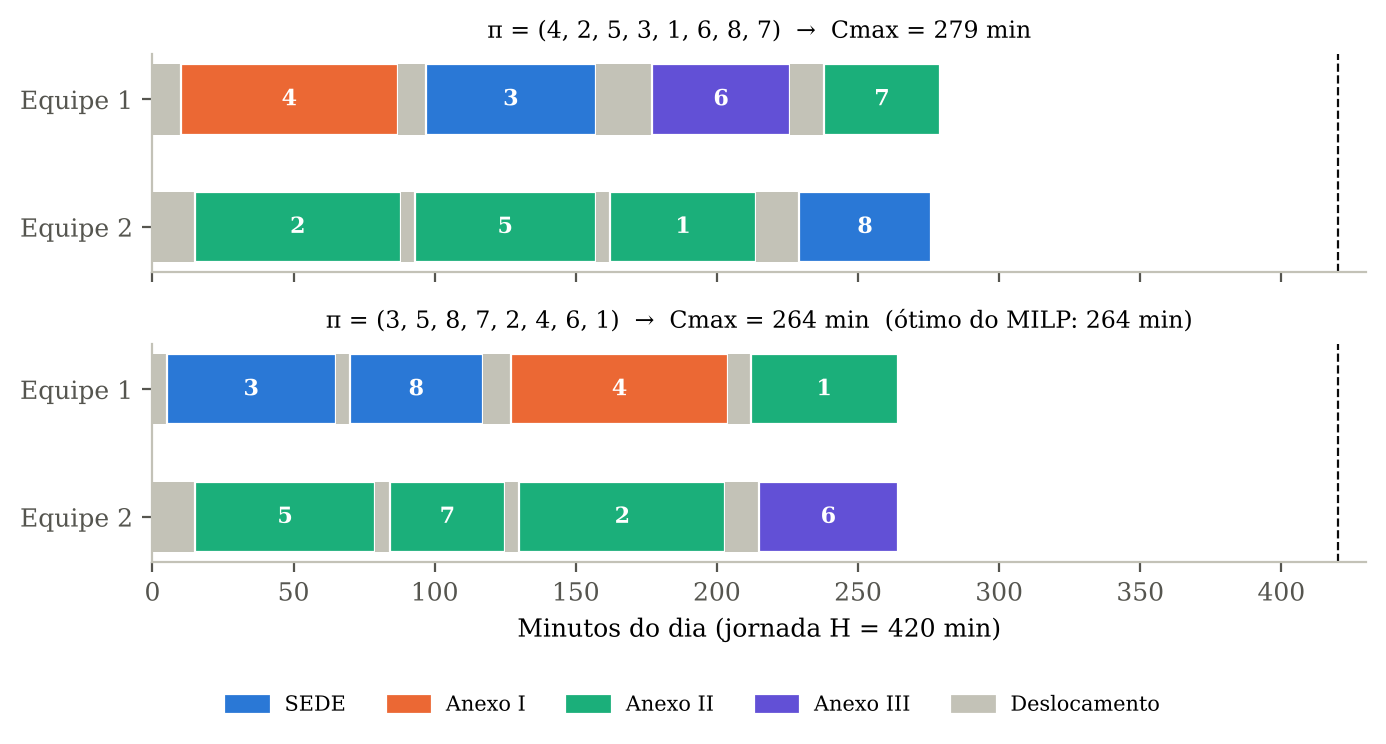 π = (4, 2, 5, 3, 1, 6, 8, 7) → Cmax = 279 min
Equipe 1
4 3 6 7
Equipe 2
2 5 1 8
π = (3, 5, 8, 7, 2, 4, 6, 1) → Cmax = 264 min (ótimo do MILP: 264 min)
Equipe 1
3 8 4 1
Equipe 2
5 7 2 6
0 50 100 150 200 250 300 350 400
Minutos do dia (jornada H = 420 min)
SEDE Anexo I Anexo II Anexo III Deslocamento